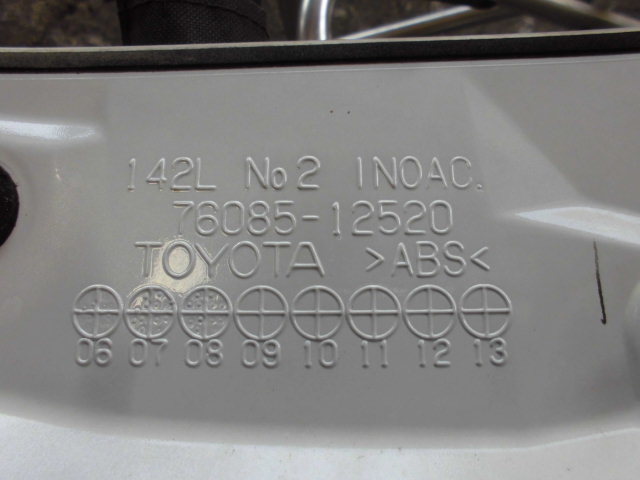 142L No2 INOAC.
76085-12520
TOYOTA >ABS<
06 07 08 09 10 11 12 13